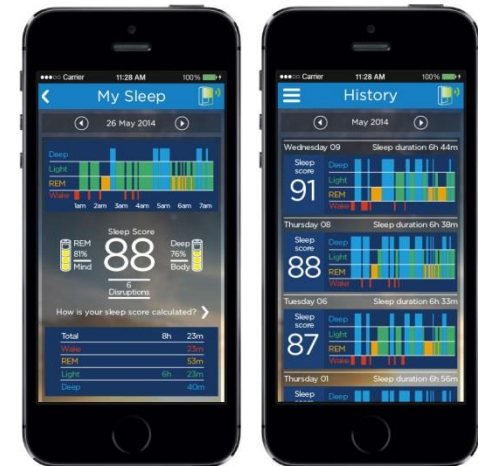 Carrier 11:28 AM 100%
My Sleep
26 May 2014
Deep
Light
REM
Wake
1am 2am 3am 4am 5am 6am 7am
Sleep Score
REM
81%
Mind
88
Deep
76%
Body
6
Disruptions
How is your sleep score calculated?
Total 8h 23m
Wake 23m
REM 53m
Light 6h 23m
Deep 40m
Carrier 11:28 AM 100%
History
May 2014
Wednesday 09 Sleep duration 6h 44m
Sleep
score
91
Deep
Light
REM
Wake
Thursday 08 Sleep duration 6h 38m
Sleep
score
88
Deep
Light
REM
Wake
Tuesday 06 Sleep duration 6h 33m
Sleep
score
87
Deep
Light
REM
Wake
Thursday 01 Sleep duration 6h 56m
Sleep
score
Deep